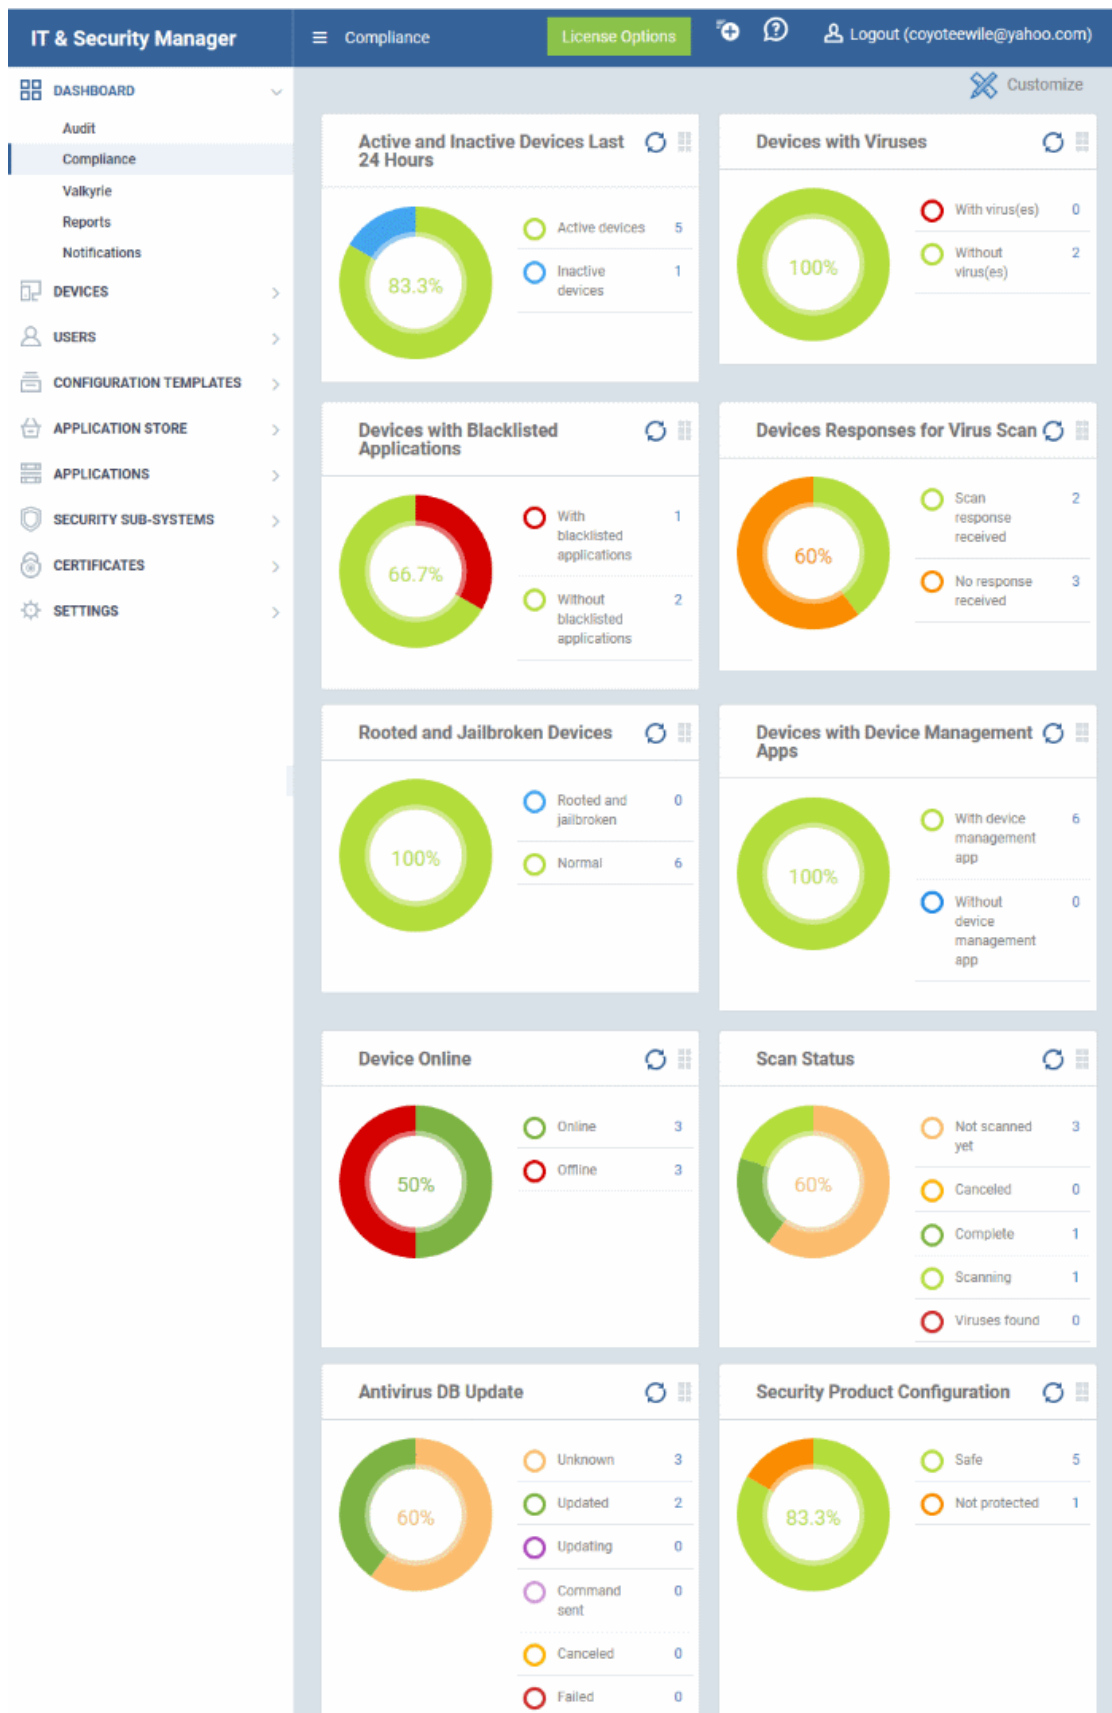 IT & Security Manager
Compliance
License Options
Logout (coyoteewile@yahoo.com)
DASHBOARD
Audit
Compliance
Valkyrie
Reports
Notifications
DEVICES
USERS
CONFIGURATION TEMPLATES
APPLICATION STORE
APPLICATIONS
SECURITY SUB-SYSTEMS
CERTIFICATES
SETTINGS
Customize
Active and Inactive Devices Last
24 Hours
83.3%
Active devices 5
Inactive 1
devices
Devices with Viruses
100%
With virus(es) 0
Without 2
virus(es)
Devices with Blacklisted
Applications
66.7%
With 1
blacklisted
applications
Without 2
blacklisted
applications
Devices Responses for Virus Scan
60%
Scan 2
response
received
No response 3
received
Rooted and Jailbroken Devices
100%
Rooted and 0
jailbroken
Normal 6
Devices with Device Management
Apps
100%
With device 6
management
app
Without 0
device
management
app
Device Online
50%
Online 3
Offline 3
Scan Status
60%
Not scanned 3
yet
Canceled 0
Complete 1
Scanning 1
Viruses found 0
Antivirus DB Update
60%
Unknown 3
Updated 2
Updating 0
Command 0
sent
Canceled 0
Failed 0
Security Product Configuration
83.3%
Safe 5
Not protected 1